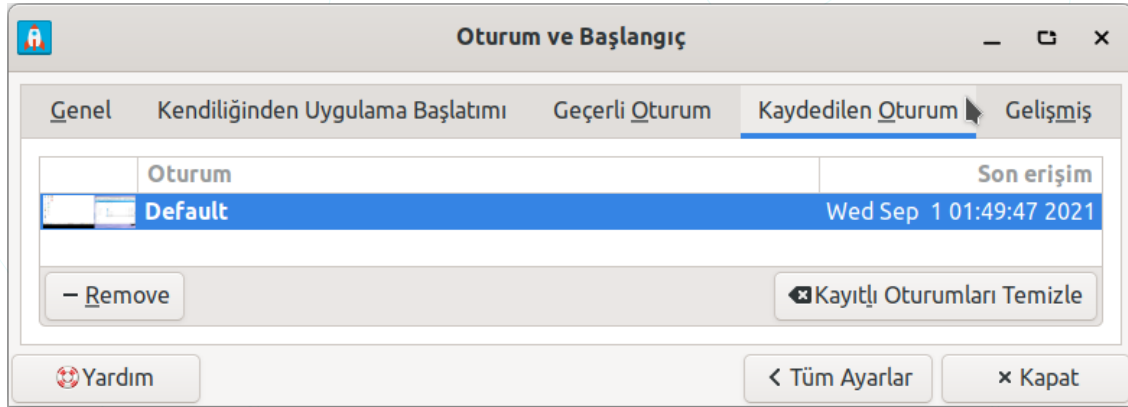 Oturum ve Başlangıç
Genel Kendiliğinden Uygulama Başlatımı Geçerli Oturum Kaydedilen Oturum Gelişmiş
Oturum Son erişim
Default Wed Sep 1 01:49:47 2021
Remove Kayıtlı Oturumları Temizle
Yardım Tüm Ayarlar Kapat